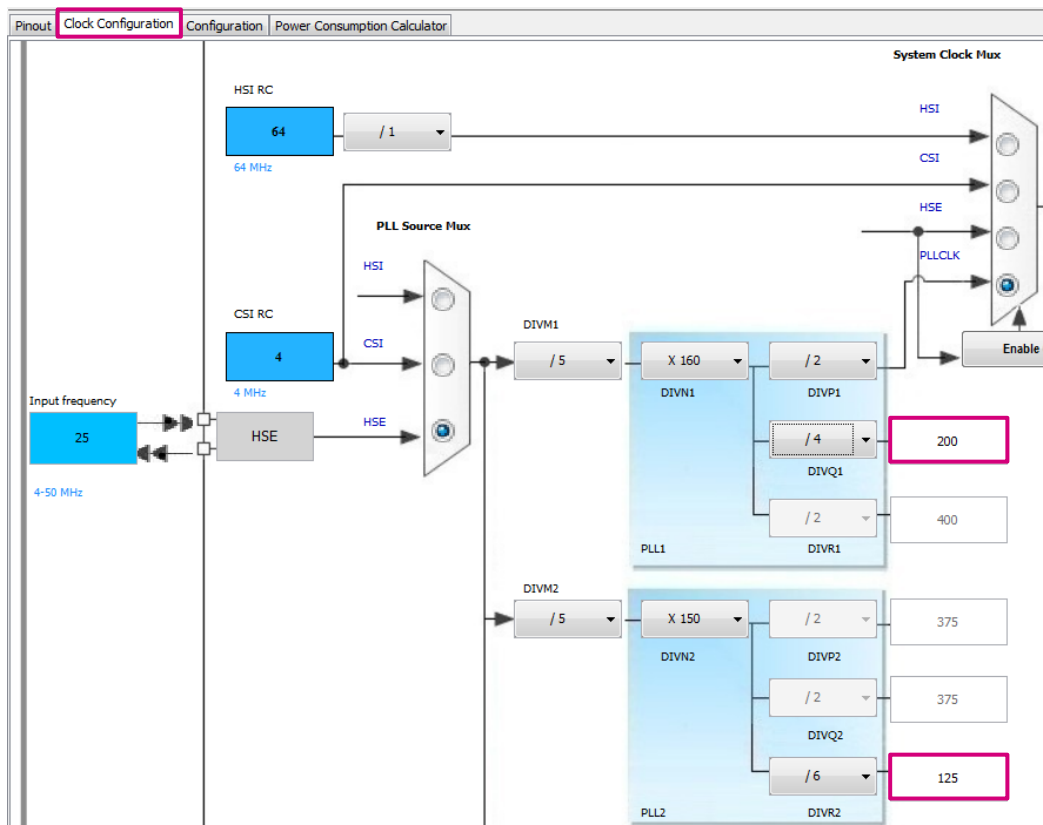 Pinout Clock Configuration Configuration Power Consumption Calculator
System Clock Mux
HSI RC
64
/ 1
64 MHz
HSI
CSI
HSE
PLLCLK
Enable
PLL Source Mux
HSI
CSI
HSE
CSI RC
4
4 MHz
Input frequency
25
4-50 MHz
HSE
DIVM1
/ 5
X 160
DIVN1
/ 2
DIVP1
/ 4
DIVQ1
200
/ 2
DIVR1
400
PLL1
DIVM2
/ 5
X 150
DIVN2
/ 2
DIVP2
375
/ 2
DIVQ2
375
/ 6
DIVR2
125
PLL2